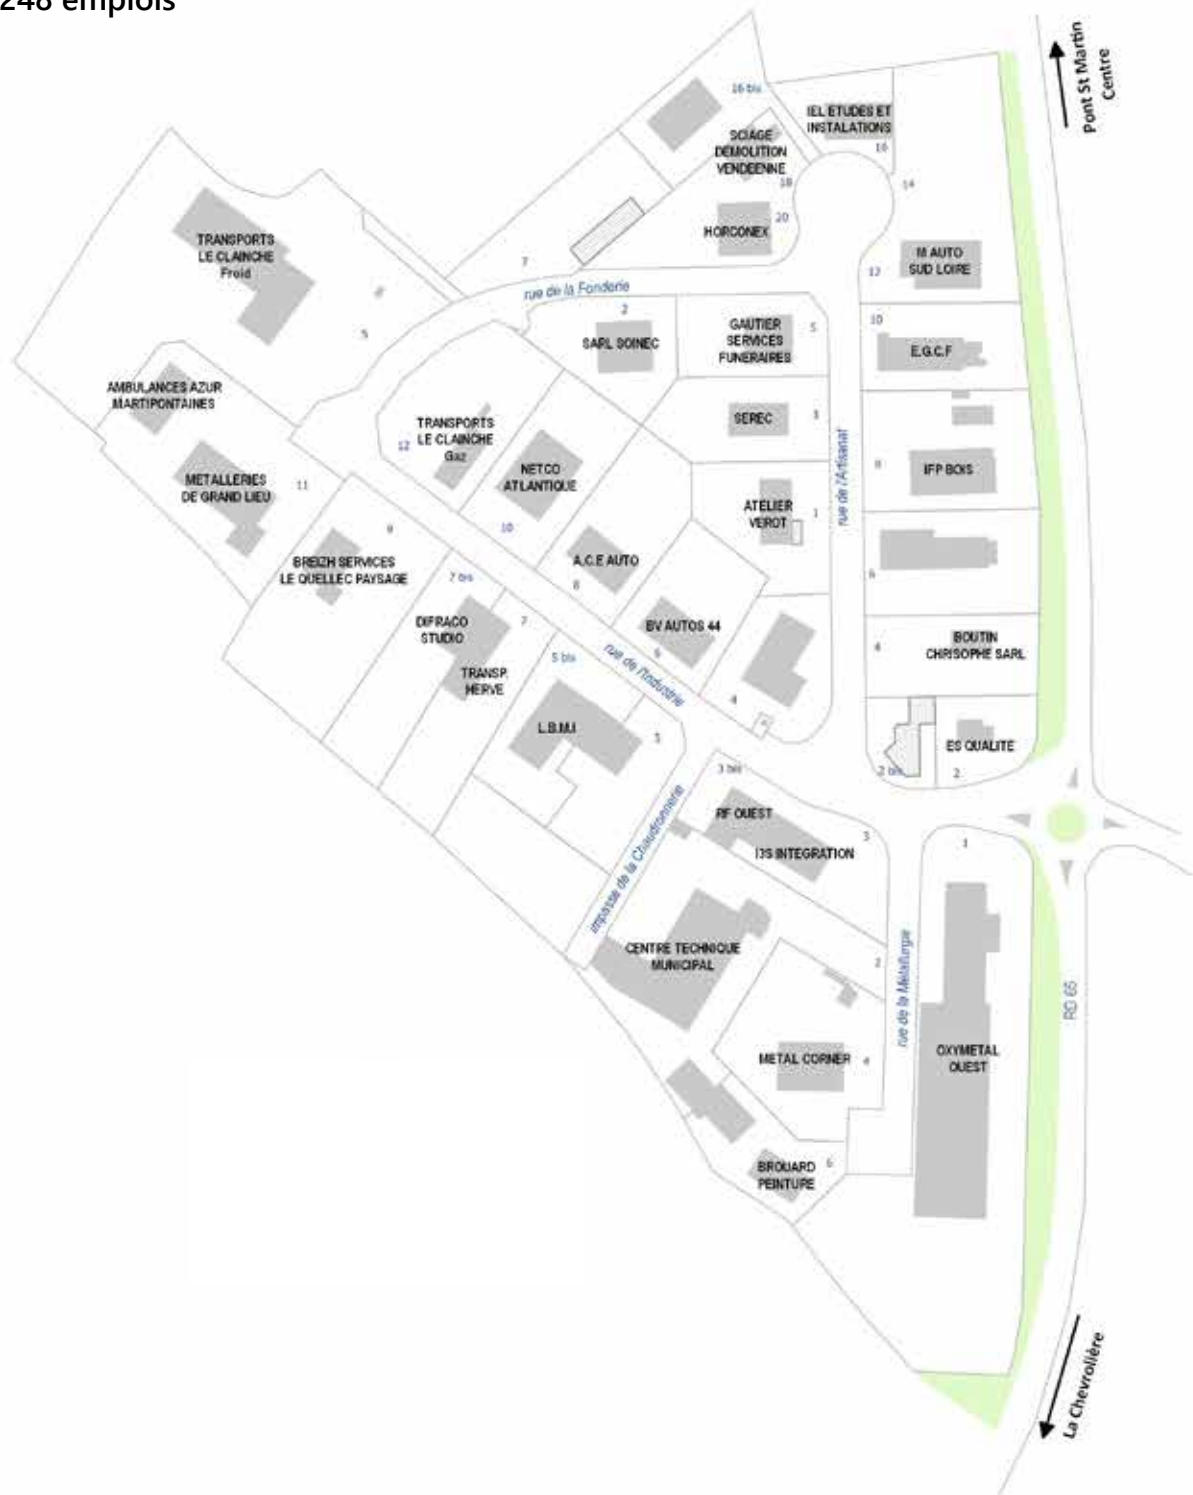 248 emplois
Pont St Martin
Centre
16 bis
IEL ETUDES ET
INSTALATIONS
16
SCIAGE
DEMOLITION
VENDEENNE
18
14
20
HORCONEX
TRANSPORTS
LE CLAINCHE
Froid
7
M AUTO
SUD LOIRE
12
rue de la Fonderie
2
SARL SOINEC
GAUTIER
SERVICES
FUNERAIRES
5
10
E.G.C.F
AMBULANCES AZUR
MARTIPONTAINES
TRANSPORTS
LE CLAINCHE
Gaz
12
SEREC
3
rue de l'Artisanat
8
IFP BOIS
NETCO
ATLANTIQUE
10
METALLERIES
DE GRAND LIEU
11
ATELIER
VEROT
1
9
BREIZH SERVICES
LE QUELLEC PAYSAGE
7 bis
A.C.E AUTO
8
6
DIFRACO
STUDIO
7
BV AUTOS 44
6
rue de l'Industrie
4
BOUTIN
CHRISOPHE SARL
5 bis
TRANSP.
HERVE
4
L.B.M.I
5
ES QUALITE
2 bis
2
3 bis
RF OUEST
I3S INTEGRATION
3
1
impasse de la Chaudronnerie
CENTRE TECHNIQUE
MUNICIPAL
2
rue de la Métallurgie
RD 65
METAL CORNER
4
OXYMETAL
OUEST
BROUARD
PEINTURE
6
La Chevrolière